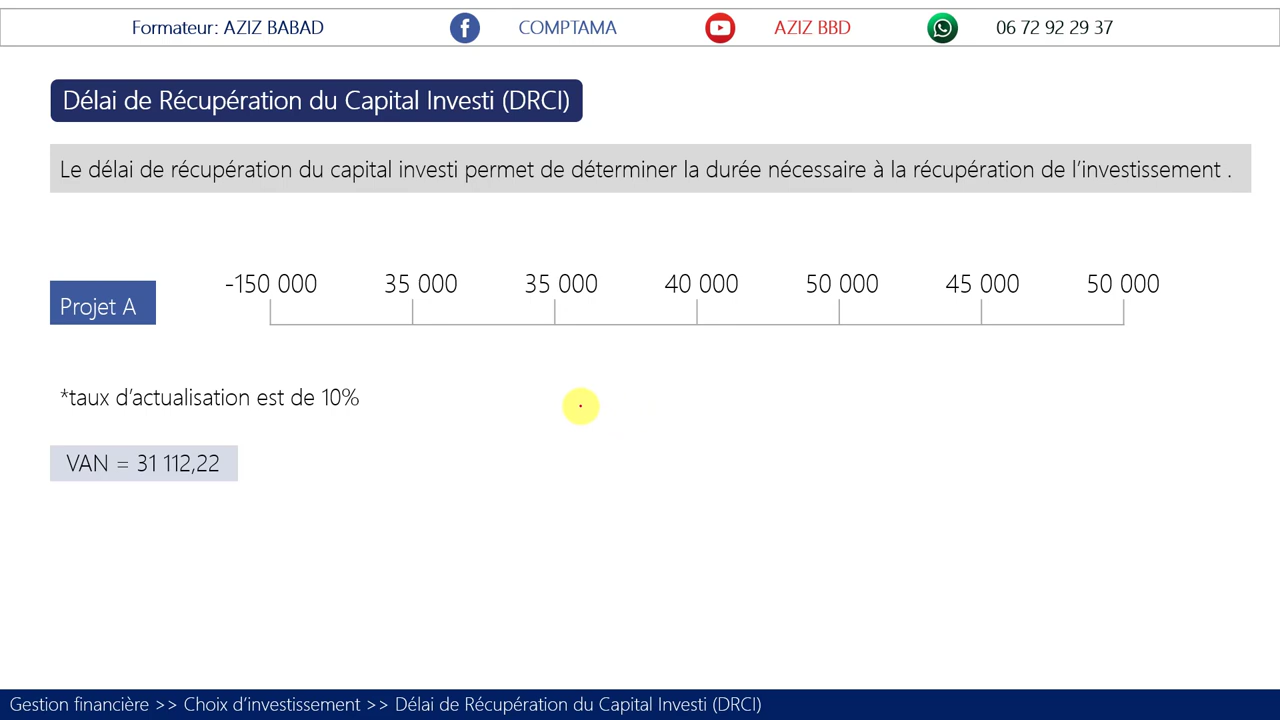 Formateur: AZIZ BABAD COMPTAMA AZIZ BBD 06 72 92 29 37
Délai de Récupération du Capital Investi (DRCI)
Le délai de récupération du capital investi permet de déterminer la durée nécessaire à la récupération de l'investissement .
-150 000 35 000 35 000 40 000 50 000 45 000 50 000
Projet A
*taux d'actualisation est de 10%
VAN = 31 112,22
Gestion financière >> Choix d'investissement >> Délai de Récupération du Capital Investi (DRCI)